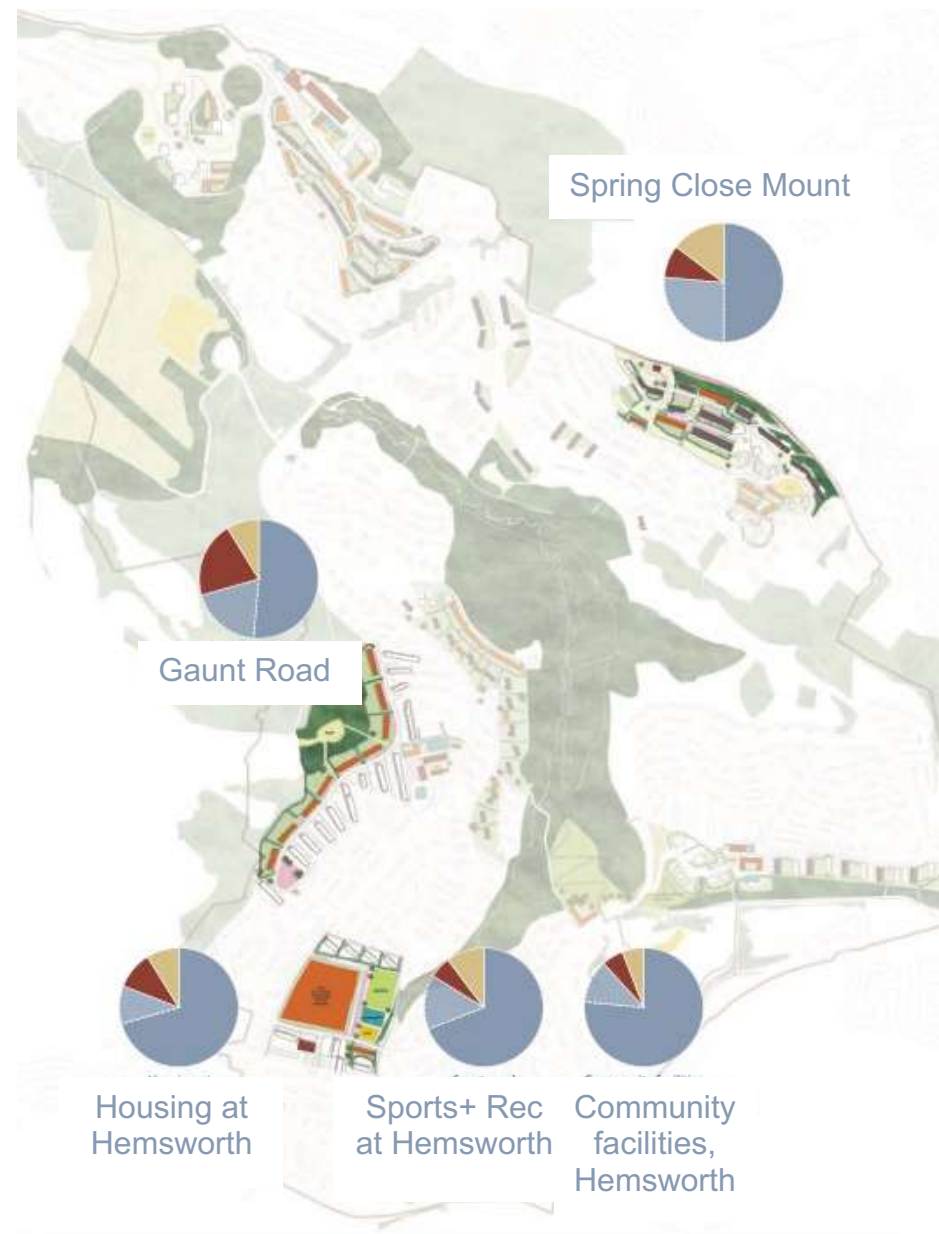 Spring Close Mount
Gaunt Road
Housing at
Hemsworth
Sports+ Rec
at Hemsworth
Community
facilities,
Hemsworth